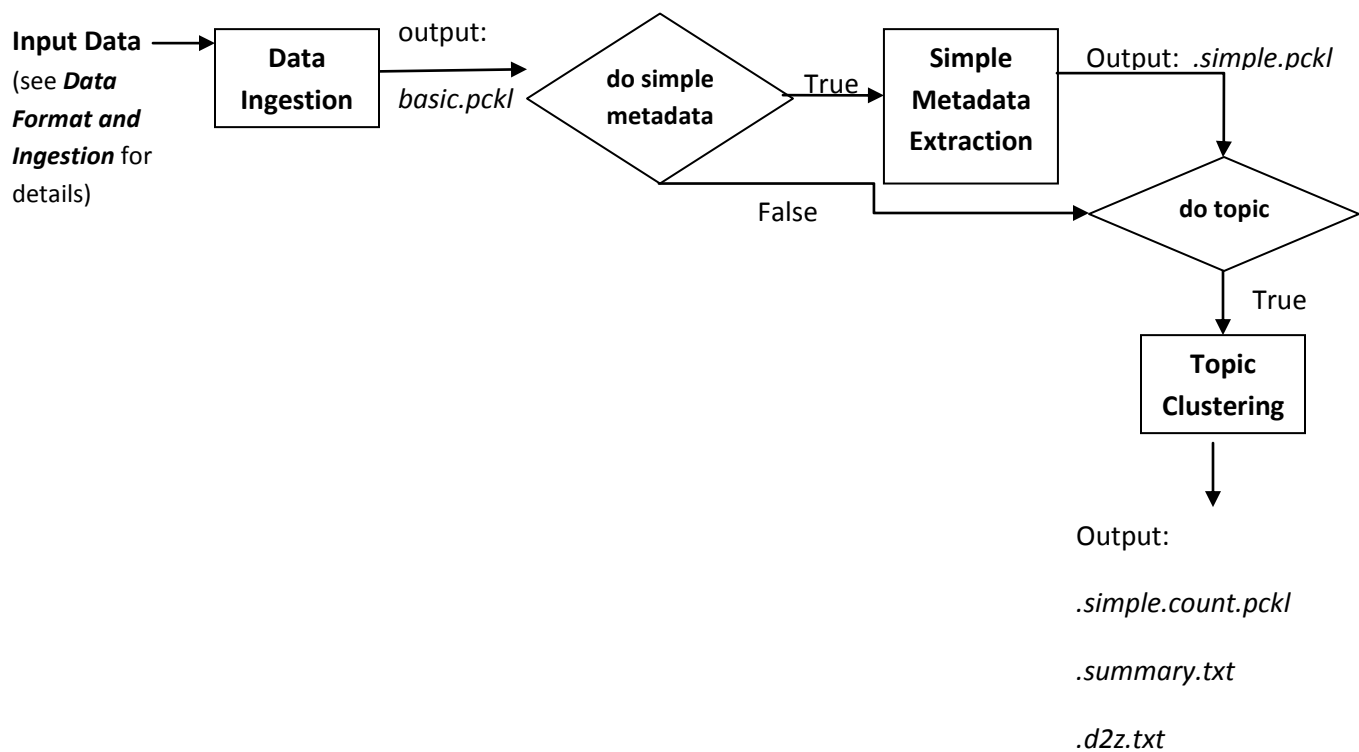 Input Data
(see Data
Format and
Ingestion for
details)
Data
Ingestion
output:
basic.pckl
do simple
metadata
True
False
Simple
Metadata
Extraction
Output: .simple.pckl
do topic
True
Topic
Clustering
Output:
.simple.count.pckl
.summary.txt
.d2z.txt